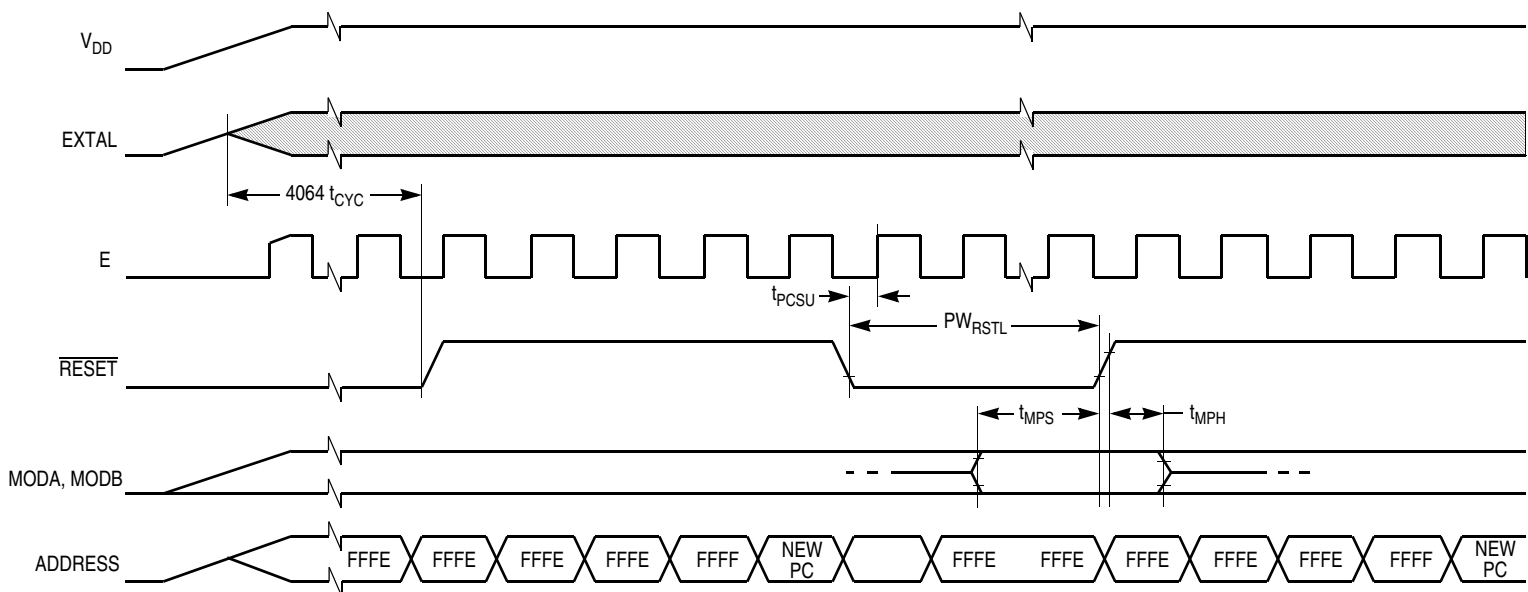 VDD
EXTAL
4064 tCYC
E
tPCSU
PWRSTL
RESET
tMPS
tMPH
MODA, MODB
ADDRESS
FFFE
FFFE
FFFE
FFFE
FFFF
NEW
PC
FFFE
FFFE
FFFE
FFFE
FFFE
FFFF
NEW
PC